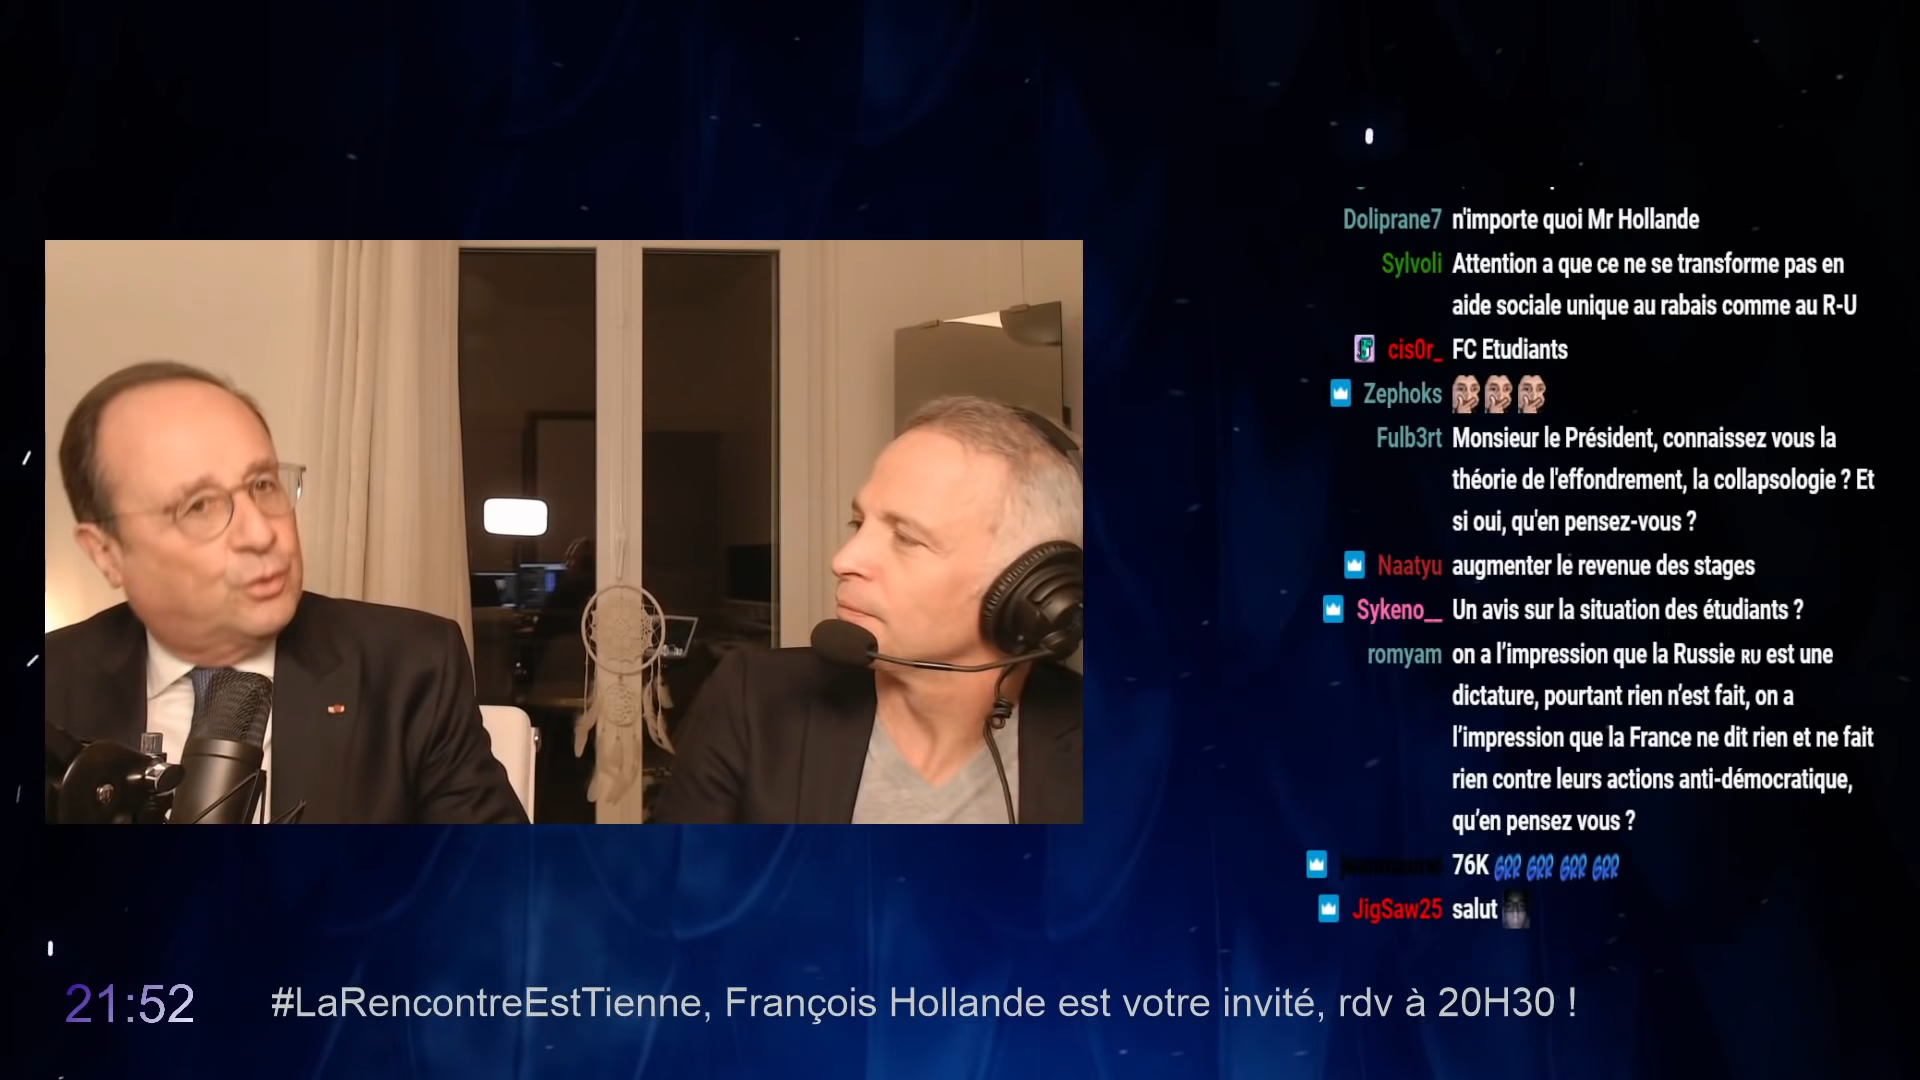 Doliprane7 n'importe quoi Mr Hollande
Sylvoli Attention a que ce ne se transforme pas en
aide sociale unique au rabais comme au R-U
cis0r_ FC Etudiants
Zephoks
Fulb3rt Monsieur le Président, connaissez vous la
théorie de l'effondrement, la collapsologie ? Et
si oui, qu'en pensez-vous ?
Naatyu augmenter le revenue des stages
Sykeno__ Un avis sur la situation des étudiants ?
romyam on a l’impression que la Russie RU est une
dictature, pourtant rien n’est fait, on a
l’impression que la France ne dit rien et ne fait
rien contre leurs actions anti-démocratique,
qu’en pensez vous ?
76K GRR GRR GRR GRR
JigSaw25 salut
21:52 #LaRencontreEstTienne, François Hollande est votre invité, rdv à 20H30 !